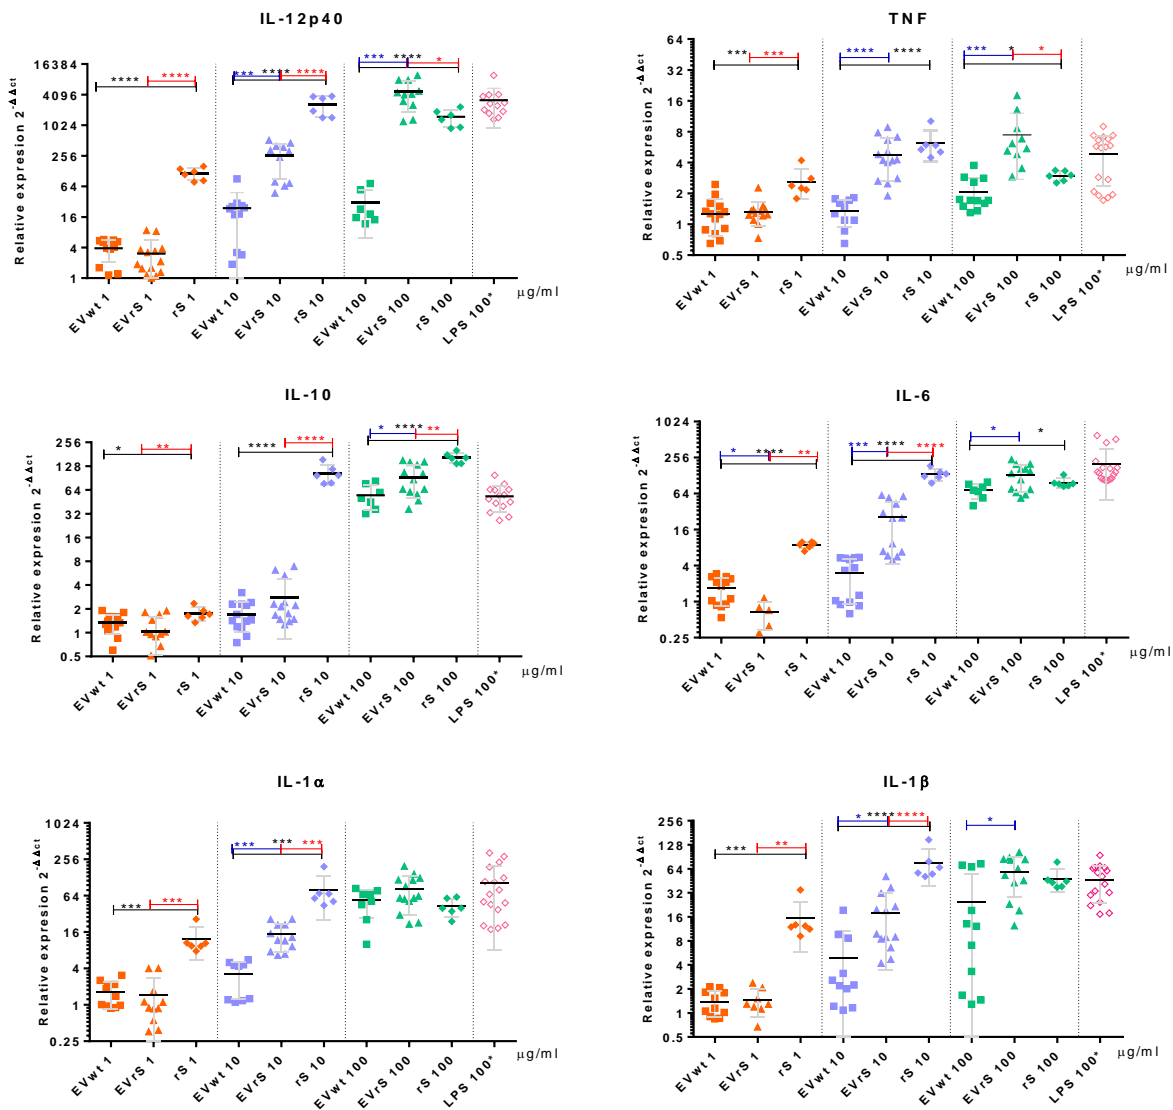 IL-12p40
Relative expresion 2^-ΔΔct
16384
4096
1024
256
64
16
4
1
**** ****
*** **** ****
*** **** *
EVwt 1 EVrS 1 rS 1 EVwt 10 EVrS 10 rS 10 EVwt 100 EVrS 100 rS 100 LPS 100*
μg/ml
TNF
Relative expresion 2^-ΔΔct
64
32
16
8
4
2
1
0.5
*** ***
**** ****
*** * *
EVwt 1 EVrS 1 rS 1 EVwt 10 EVrS 10 rS 10 EVwt 100 EVrS 100 rS 100 LPS 100*
μg/ml
IL-10
Relative expresion 2^-ΔΔct
256
128
64
32
16
8
4
2
1
0.5
* **
**** ****
* **** **
EVwt 1 EVrS 1 rS 1 EVwt 10 EVrS 10 rS 10 EVwt 100 EVrS 100 rS 100 LPS 100*
μg/ml
IL-6
Relative expresion 2^-ΔΔct
1024
256
64
16
4
1
0.25
* **** **
*** **** ****
* *
EVwt 1 EVrS 1 rS 1 EVwt 10 EVrS 10 rS 10 EVwt 100 EVrS 100 rS 100 LPS 100*
μg/ml
IL-1α
Relative expresion 2^-ΔΔct
1024
256
64
16
4
1
0.25
*** ***
*** *** ***
EVwt 1 EVrS 1 rS 1 EVwt 10 EVrS 10 rS 10 EVwt 100 EVrS 100 rS 100 LPS 100*
μg/ml
IL-1β
Relative expresion 2^-ΔΔct
256
128
64
32
16
8
4
2
1
0.5
*** **
* **** ****
*
EVwt 1 EVrS 1 rS 1 EVwt 10 EVrS 10 rS 10 EVwt 100 EVrS 100 rS 100 LPS 100*
μg/ml